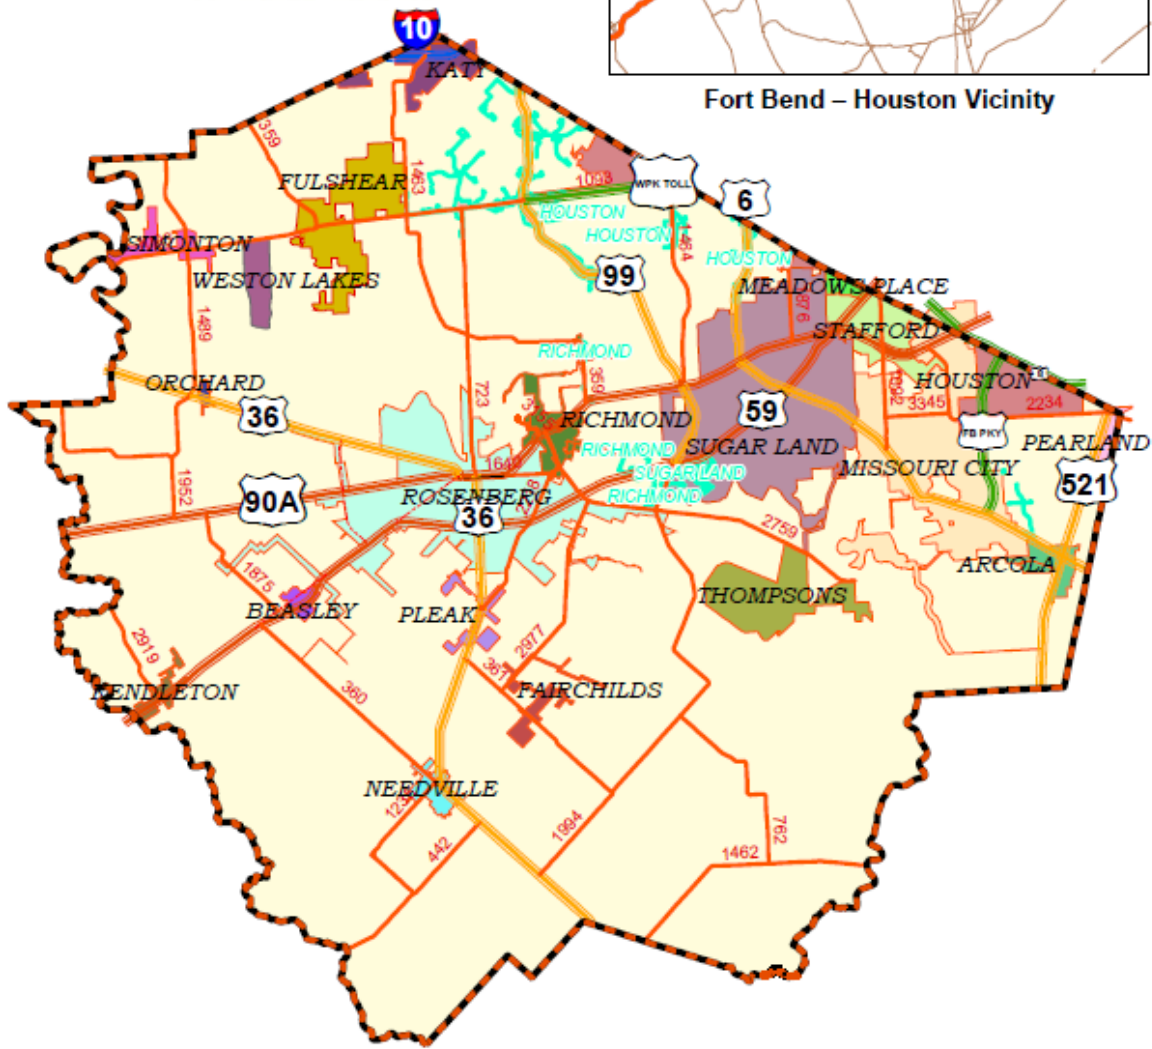 10
KATY
Fort Bend – Houston Vicinity
359
FULSHEAR
1463
1093
WPK TOLL
6
HOUSTON
HOUSTON
1464
HOUSTON
SIMONTON
WESTON LAKES
99
MEADOWS PLACE
876
STAFFORD
1489
RICHMOND
ORCHARD
36
723
359
RICHMOND
59
1092
HOUSTON
3345
2234
FB PKY
PEARLAND
RICHMOND
SUGAR LAND
SUGAR LAND
MISSOURI CITY
1640
521
1952
90A
ROSENBERG
36
RICHMOND
2759
1875
BEASLEY
PLEAK
THOMPSONS
ARCOLA
2919
KENDLETON
360
361
2977
FAIRCHILDS
NEEDVILLE
442
1994
762
1462